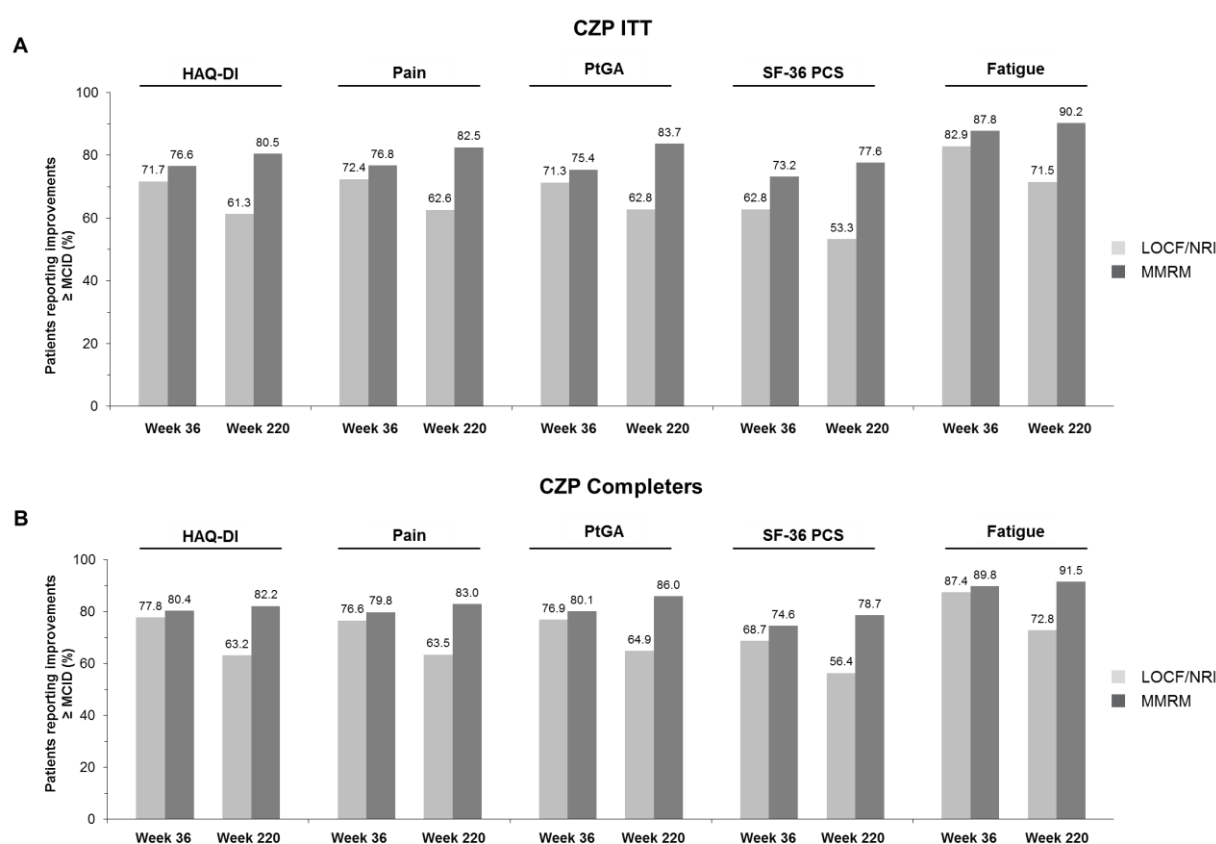 CZP ITT
A
HAQ-DI
Pain
PtGA
SF-36 PCS
Fatigue
Patients reporting improvements
≥ MCID (%)
100
80
60
40
20
0
71.7
76.6
61.3
80.5
72.4
76.8
62.6
82.5
71.3
75.4
62.8
83.7
62.8
73.2
53.3
77.6
82.9
87.8
71.5
90.2
LOCF/NRI
MMRM
Week 36
Week 220
Week 36
Week 220
Week 36
Week 220
Week 36
Week 220
Week 36
Week 220
CZP Completers
B
HAQ-DI
Pain
PtGA
SF-36 PCS
Fatigue
Patients reporting improvements
≥ MCID (%)
100
80
60
40
20
0
77.8
80.4
63.2
82.2
76.6
79.8
63.5
83.0
76.9
80.1
64.9
86.0
68.7
74.6
56.4
78.7
87.4
89.8
72.8
91.5
LOCF/NRI
MMRM
Week 36
Week 220
Week 36
Week 220
Week 36
Week 220
Week 36
Week 220
Week 36
Week 220